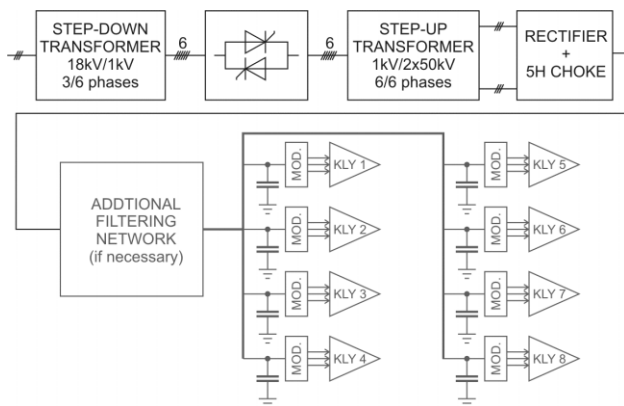 STEP-DOWN
TRANSFORMER
18kV/1kV
3/6 phases
6
6
STEP-UP
TRANSFORMER
1kV/2x50kV
6/6 phases
RECTIFIER
+
5H CHOKE
ADDTIONAL
FILTERING
NETWORK
(if necessary)
MOD.
KLY 1
MOD.
KLY 2
MOD.
KLY 3
MOD.
KLY 4
MOD.
KLY 5
MOD.
KLY 6
MOD.
KLY 7
MOD.
KLY 8